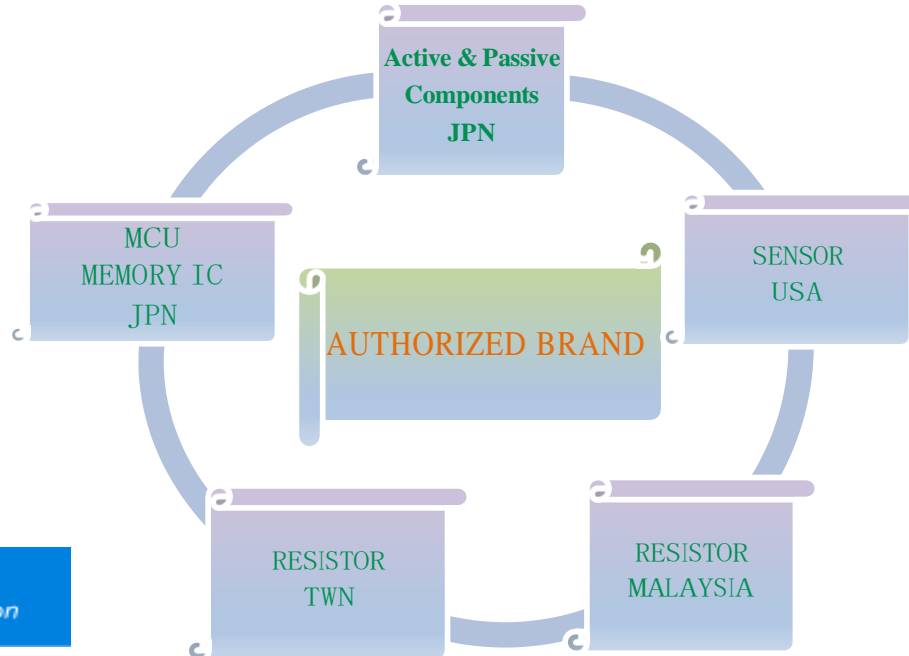 Active & Passive
Components
JPN
MCU
MEMORY IC
JPN
SENSOR
USA
AUTHORIZED BRAND
RESISTOR
TWN
RESISTOR
MALAYSIA